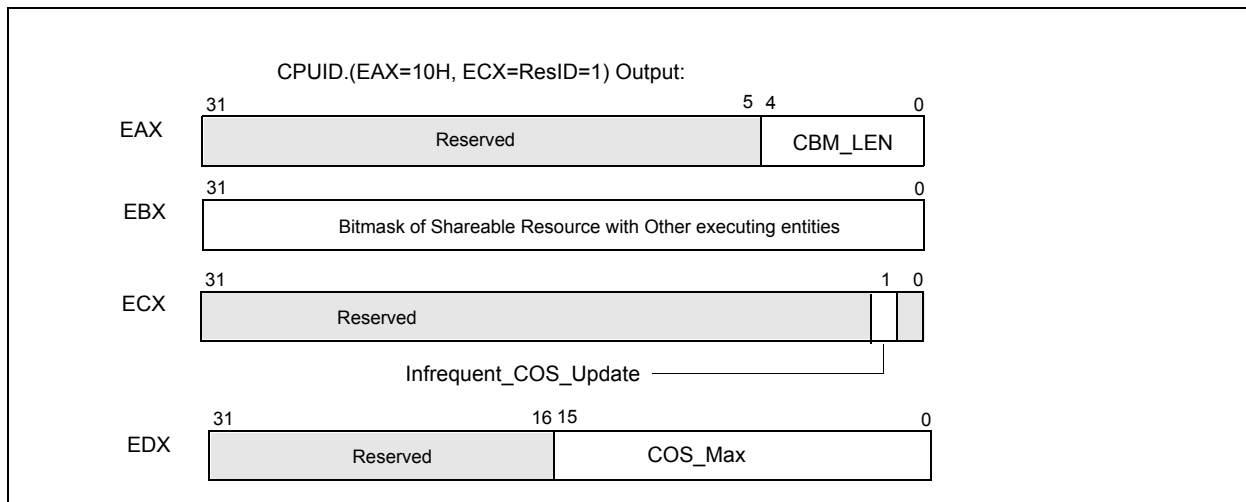 CPUID.(EAX=10H, ECX=ResID=1) Output:
31 5 4 0
EAX Reserved CBM_LEN
31 0
EBX Bitmask of Shareable Resource with Other executing entities
31 1 0
ECX Reserved
Infrequent_COS_Update
31 16 15 0
EDX Reserved COS_Max